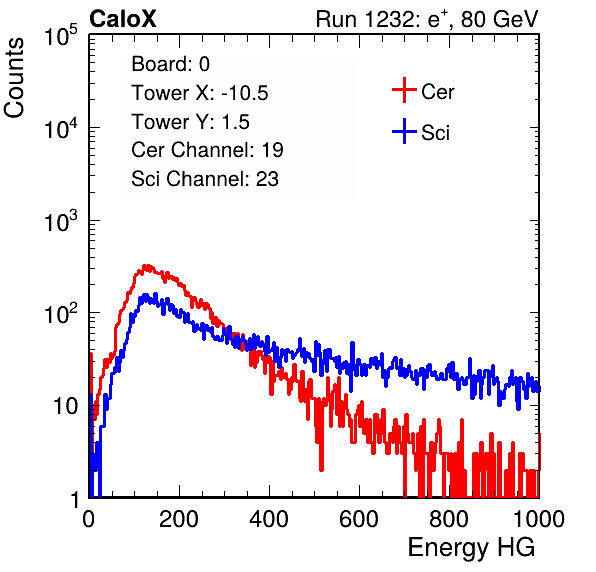 CaloX Run 1232: e⁺, 80 GeV
Counts
Board: 0
Tower X: -10.5
Tower Y: 1.5
Cer Channel: 19
Sci Channel: 23
Cer
Sci
10⁵
10⁴
10³
10²
10
1
0 200 400 600 800 1000
Energy HG